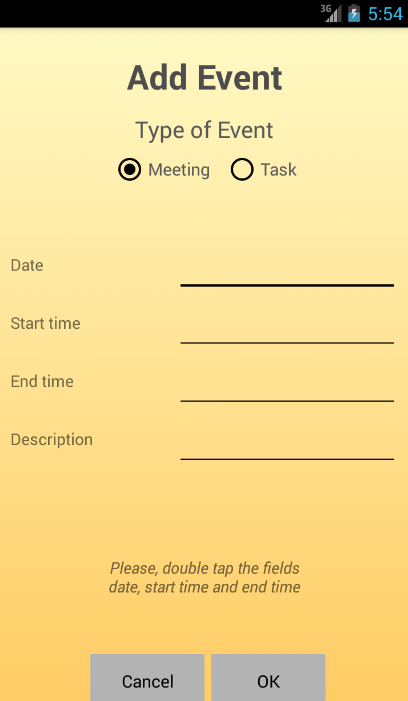 3G 5:54
Add Event
Type of Event
Meeting Task
Date
Start time
End time
Description
Please, double tap the fields
date, start time and end time
Cancel OK